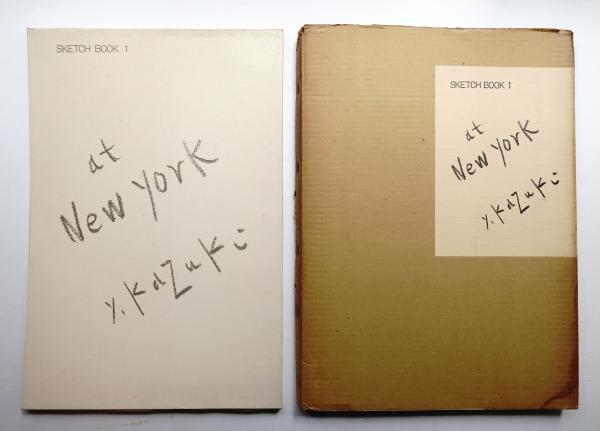 SKETCH BOOK 1
at
New York
y. Kazuki
SKETCH BOOK 1
at
New York
y. Kazuki